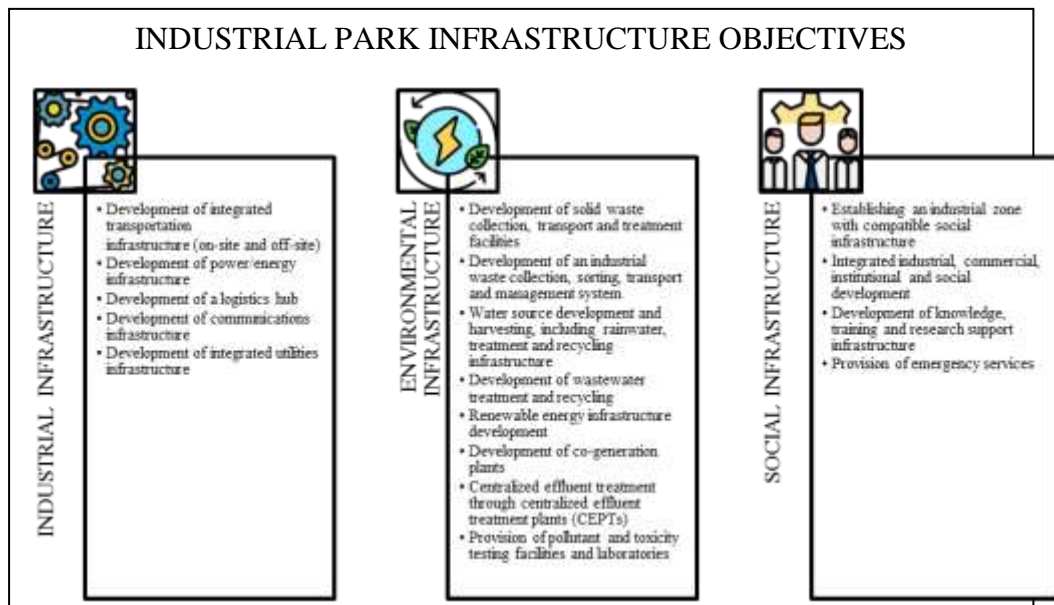 INDUSTRIAL PARK INFRASTRUCTURE OBJECTIVES
INDUSTRIAL INFRASTRUCTURE
• Development of integrated
transportation
infrastructure (on-site and off-site)
• Development of power/energy
infrastructure
• Development of a logistics hub
• Development of communications
infrastructure
• Development of integrated utilities
infrastructure
ENVIRONMENTAL
INFRASTRUCTURE
• Development of solid waste
collection, transport and treatment
facilities
• Development of an industrial
waste collection, sorting, transport
and management system
• Water source development and
harvesting, including rainwater,
treatment and recycling
infrastructure
• Development of wastewater
treatment and recycling
• Renewable energy infrastructure
development
• Development of co-generation
plants
• Centralized effluent treatment
through centralized effluent
treatment plants (CEPTs)
• Provision of pollutant and toxicity
testing facilities and laboratories
SOCIAL INFRASTRUCTURE
• Establishing an industrial zone
with compatible social
infrastructure
• Integrated industrial, commercial,
institutional and social
development
• Development of knowledge,
training and research support
infrastructure
• Provision of emergency services